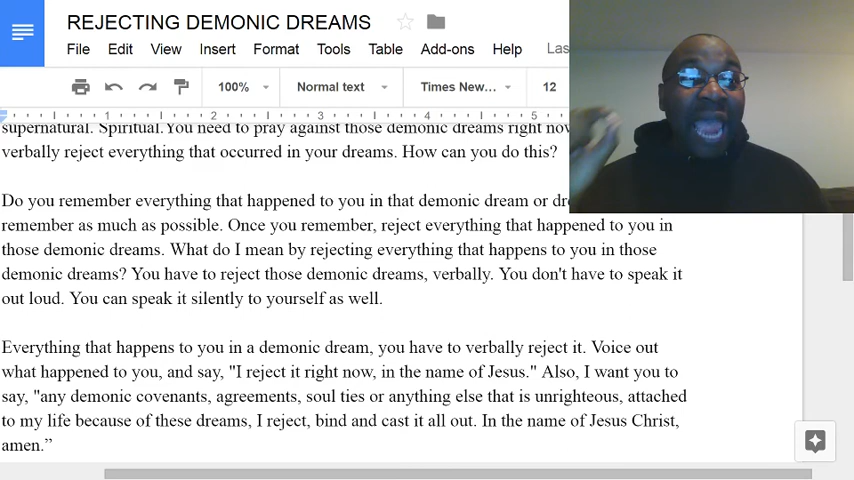 REJECTING DEMONIC DREAMS
File Edit View Insert Format Tools Table Add-ons Help Las
100% Normal text Times New... 12
1 2 3 4 5
supernatural. Spiritual.You need to pray against those demonic dreams right now
verbally reject everything that occurred in your dreams. How can you do this?
Do you remember everything that happened to you in that demonic dream or
remember as much as possible. Once you remember, reject everything that happened to you in
those demonic dreams. What do I mean by rejecting everything that happens to you in those
demonic dreams? You have to reject those demonic dreams, verbally. You don't have to speak it
out loud. You can speak it silently to yourself as well.
Everything that happens to you in a demonic dream, you have to verbally reject it. Voice out
what happened to you, and say, "I reject it right now, in the name of Jesus." Also, I want you to
say, "any demonic covenants, agreements, soul ties or anything else that is unrighteous, attached
to my life because of these dreams, I reject, bind and cast it all out. In the name of Jesus Christ,
amen.”